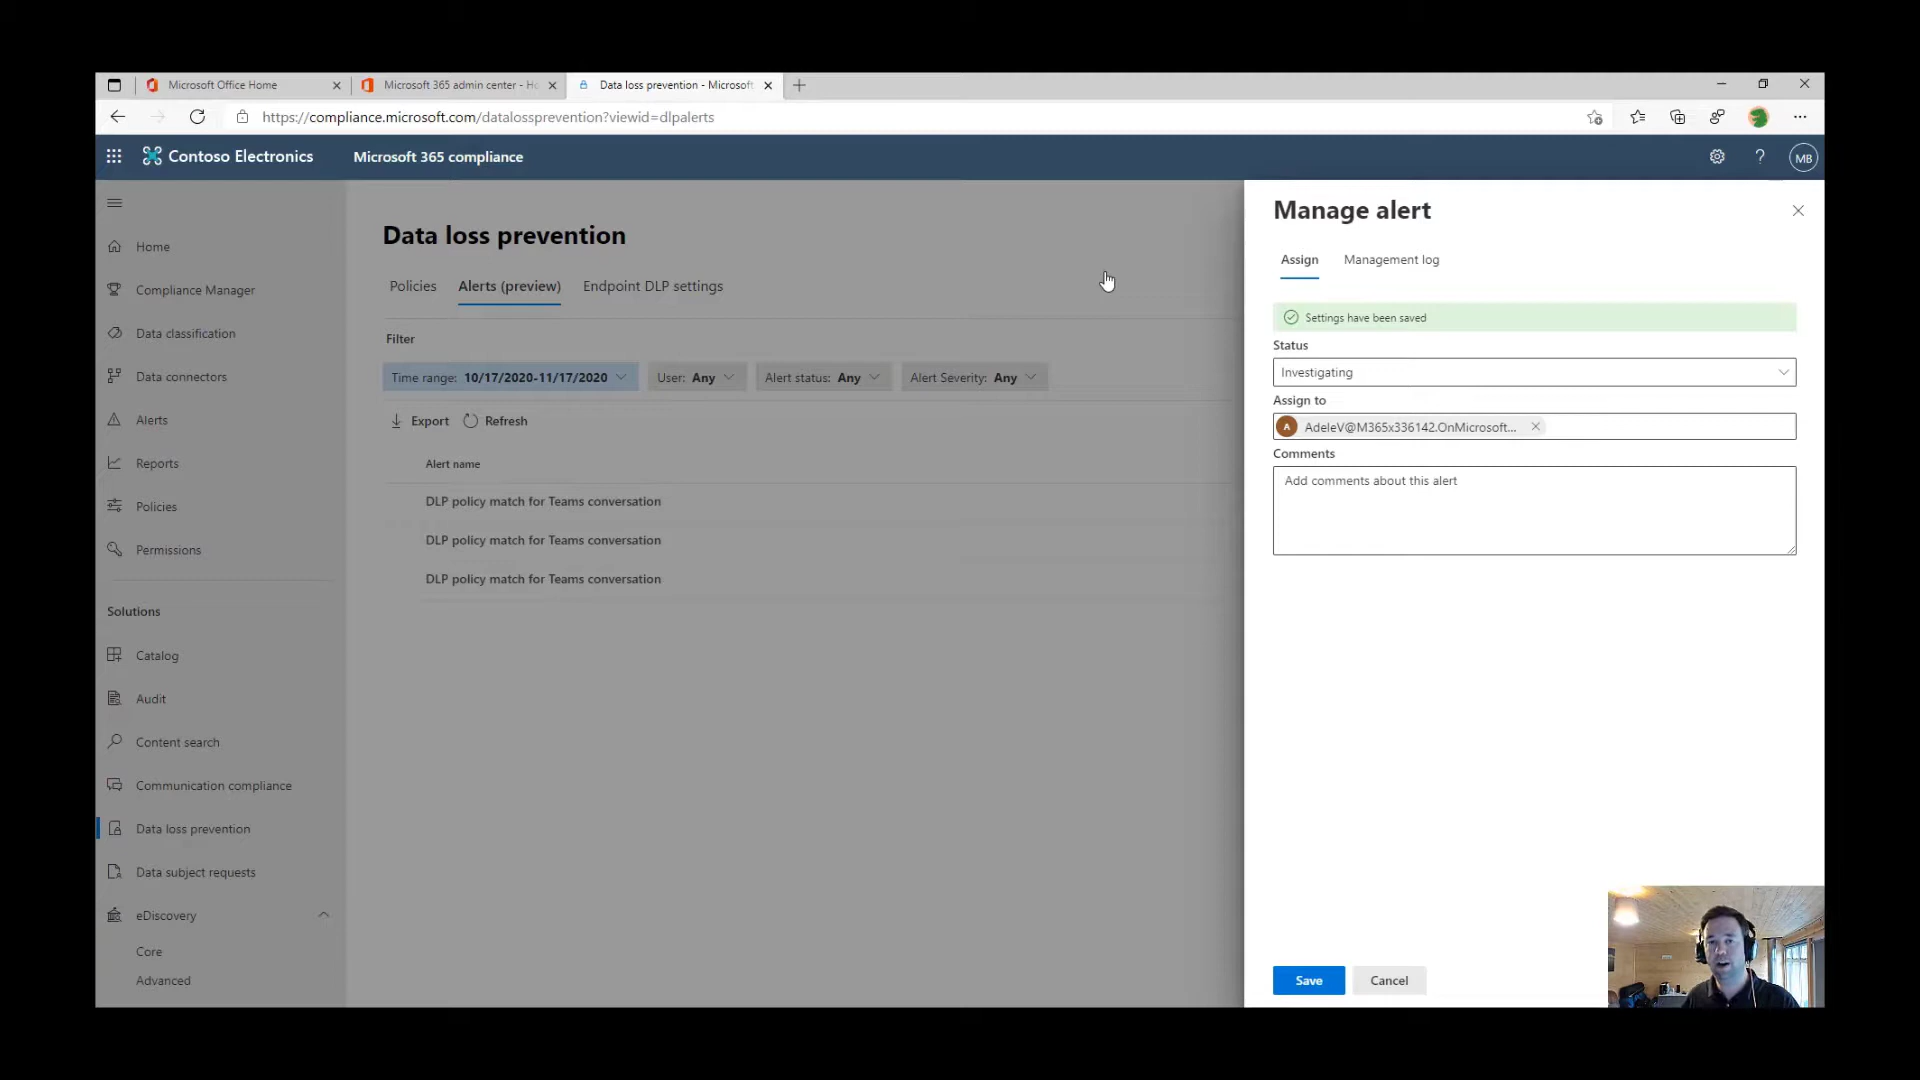 Microsoft Office Home
Microsoft 365 admin center - Ho
Data loss prevention - Microsoft
https://compliance.microsoft.com/datalossprevention?viewid=dlpalerts
Contoso Electronics
Microsoft 365 compliance
?
MB
Home
Compliance Manager
Data classification
Data connectors
Alerts
Reports
Policies
Permissions
Solutions
Catalog
Audit
Content search
Communication compliance
Data loss prevention
Data subject requests
eDiscovery
Core
Advanced
Data loss prevention
Policies
Alerts (preview)
Endpoint DLP settings
Filter
Time range: 10/17/2020-11/17/2020
User: Any
Alert status: Any
Alert Severity: Any
Export
Refresh
Alert name
DLP policy match for Teams conversation
DLP policy match for Teams conversation
DLP policy match for Teams conversation
Manage alert
Assign
Management log
Settings have been saved
Status
Investigating
Assign to
A
AdeleV@M365x336142.OnMicrosoft...
Comments
Add comments about this alert
Save
Cancel